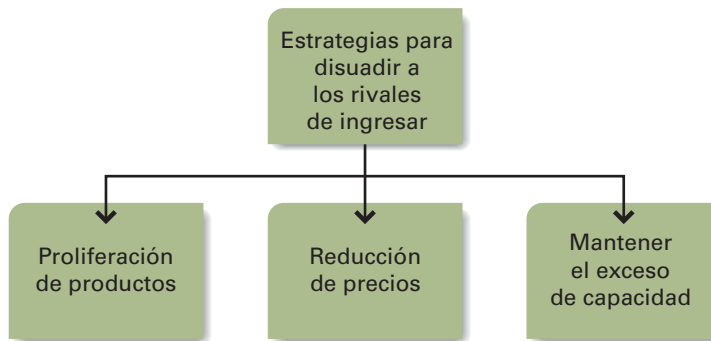 Estrategias para
disuadir a
los rivales
de ingresar
Proliferación
de productos
Reducción
de precios
Mantener
el exceso
de capacidad